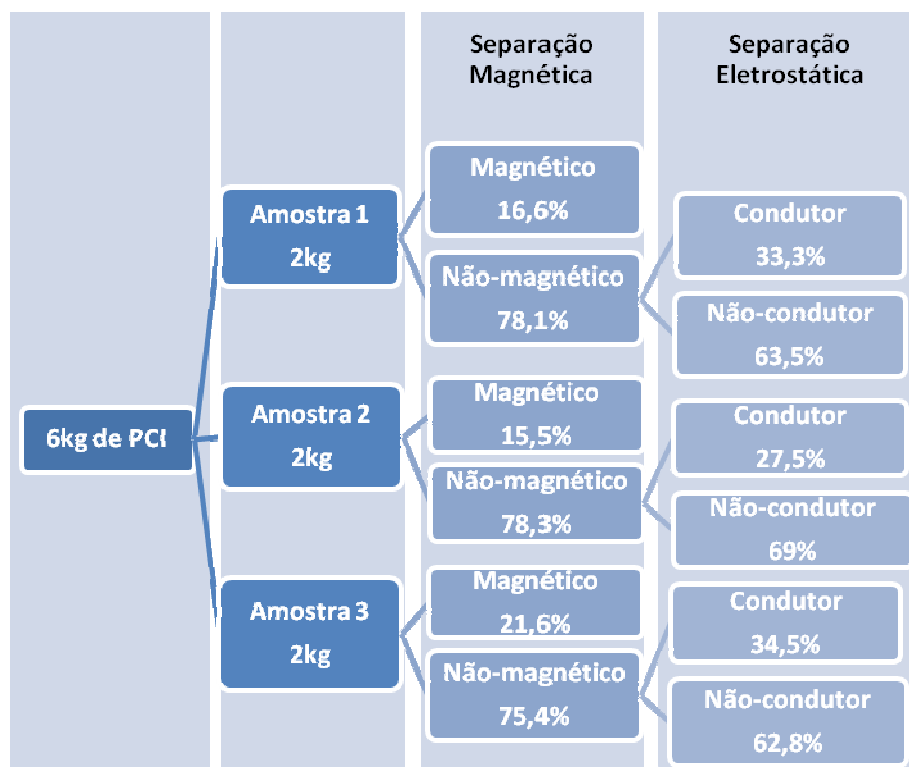 Separação
Magnética
Separação
Eletrostática
6kg de PCI
Amostra 1
2kg
Magnético
16,6%
Não-magnético
78,1%
Condutor
33,3%
Não-condutor
63,5%
Amostra 2
2kg
Magnético
15,5%
Não-magnético
78,3%
Condutor
27,5%
Não-condutor
69%
Amostra 3
2kg
Magnético
21,6%
Não-magnético
75,4%
Condutor
34,5%
Não-condutor
62,8%